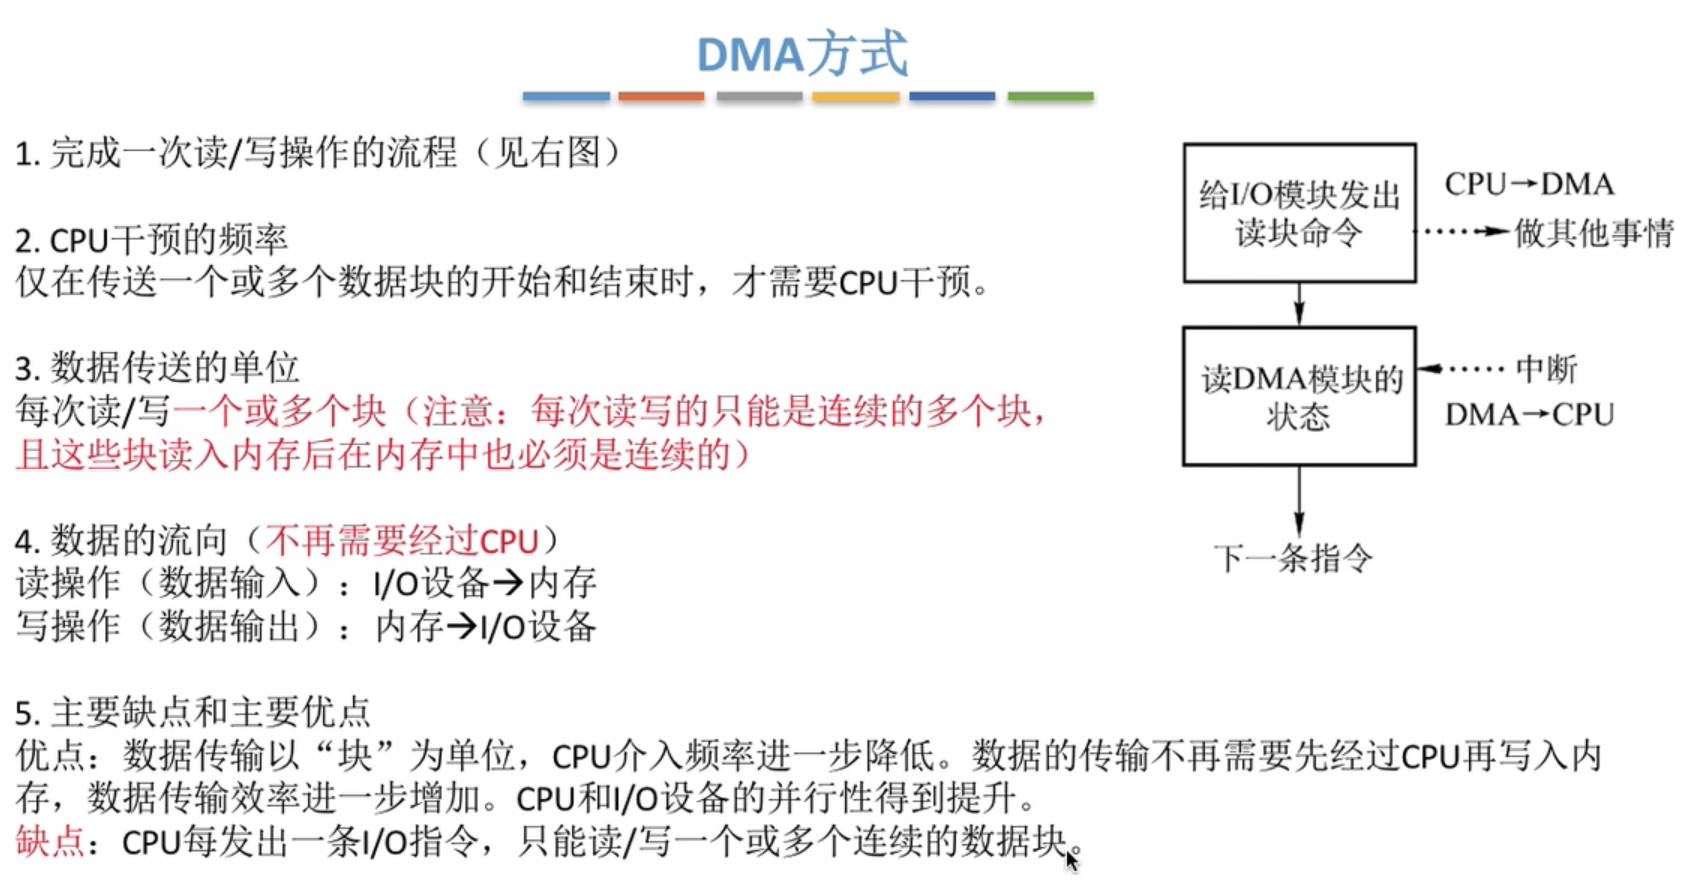 DMA方式
1. 完成一次读/写操作的流程（见右图）
2. CPU干预的频率
仅在传送一个或多个数据块的开始和结束时，才需要CPU干预。
3. 数据传送的单位
每次读/写一个或多个块（注意：每次读写的只能是连续的多个块，
且这些块读入内存后在内存中也必须是连续的）
4. 数据的流向（不再需要经过CPU）
读操作（数据输入）：I/O设备→内存
写操作（数据输出）：内存→I/O设备
5. 主要缺点和主要优点
优点：数据传输以“块”为单位，CPU介入频率进一步降低。数据的传输不再需要先经过CPU再写入内
存，数据传输效率进一步增加。CPU和I/O设备的并行性得到提升。
缺点：CPU每发出一条I/O指令，只能读/写一个或多个连续的数据块。
给I/O模块发出
读块命令
CPU→DMA
做其他事情
读DMA模块的
状态
中断
DMA→CPU
下一条指令